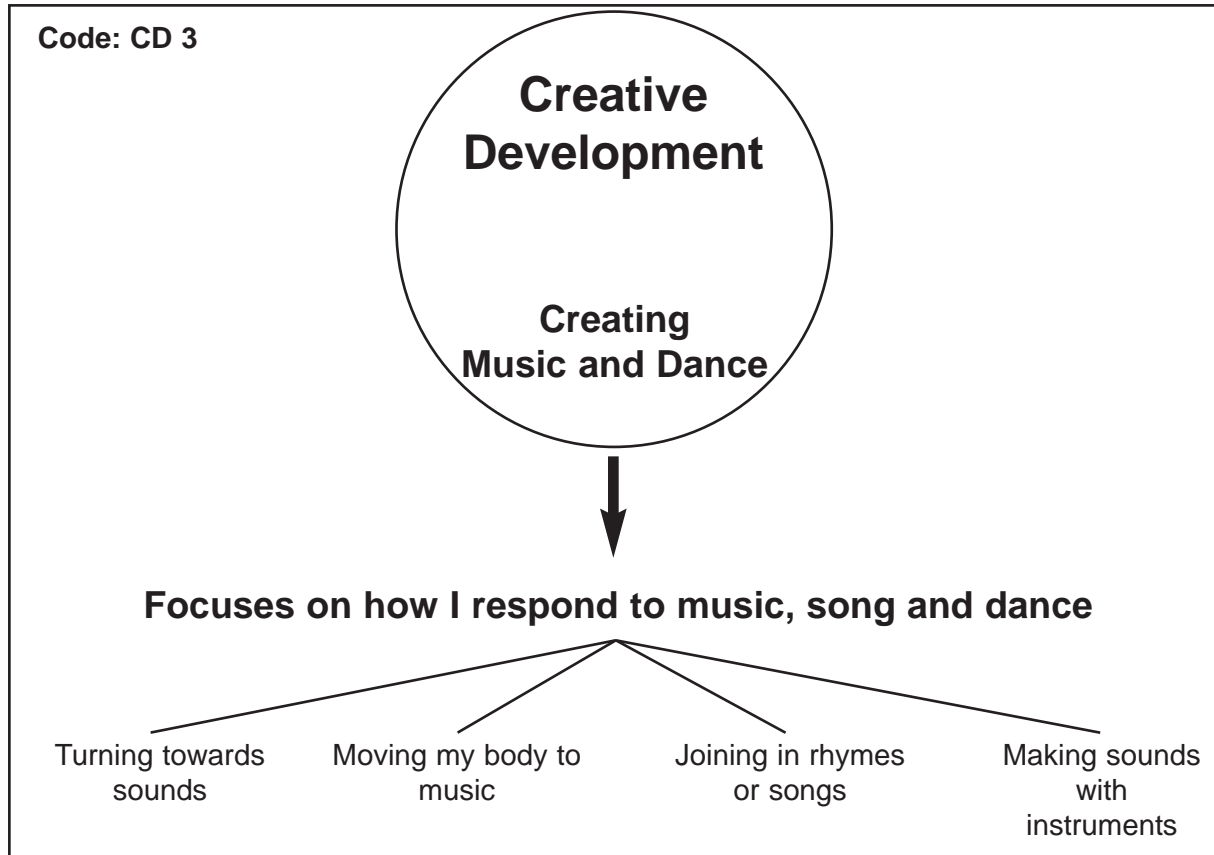 Code: CD 3
Creative
Development
Creating
Music and Dance
Focuses on how I respond to music, song and dance
Turning towards
sounds
Moving my body to
music
Joining in rhymes
or songs
Making sounds
with
instruments